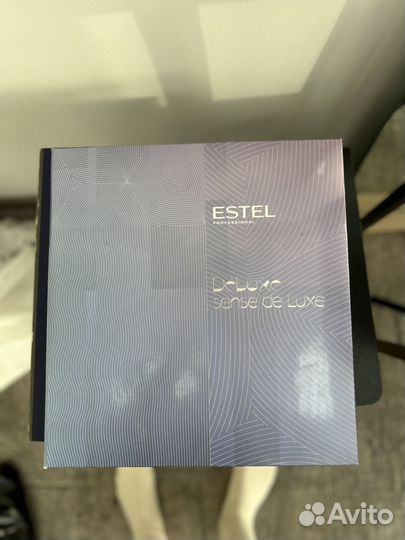 ESTEL
PROFESSIONAL
DeLuxe
sense de Luxe
Avito